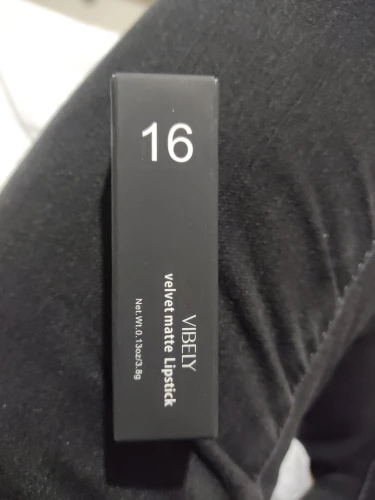 16
VIBELY
velvet matte Lipstick
Net.Wt.0.13oz/3.8g